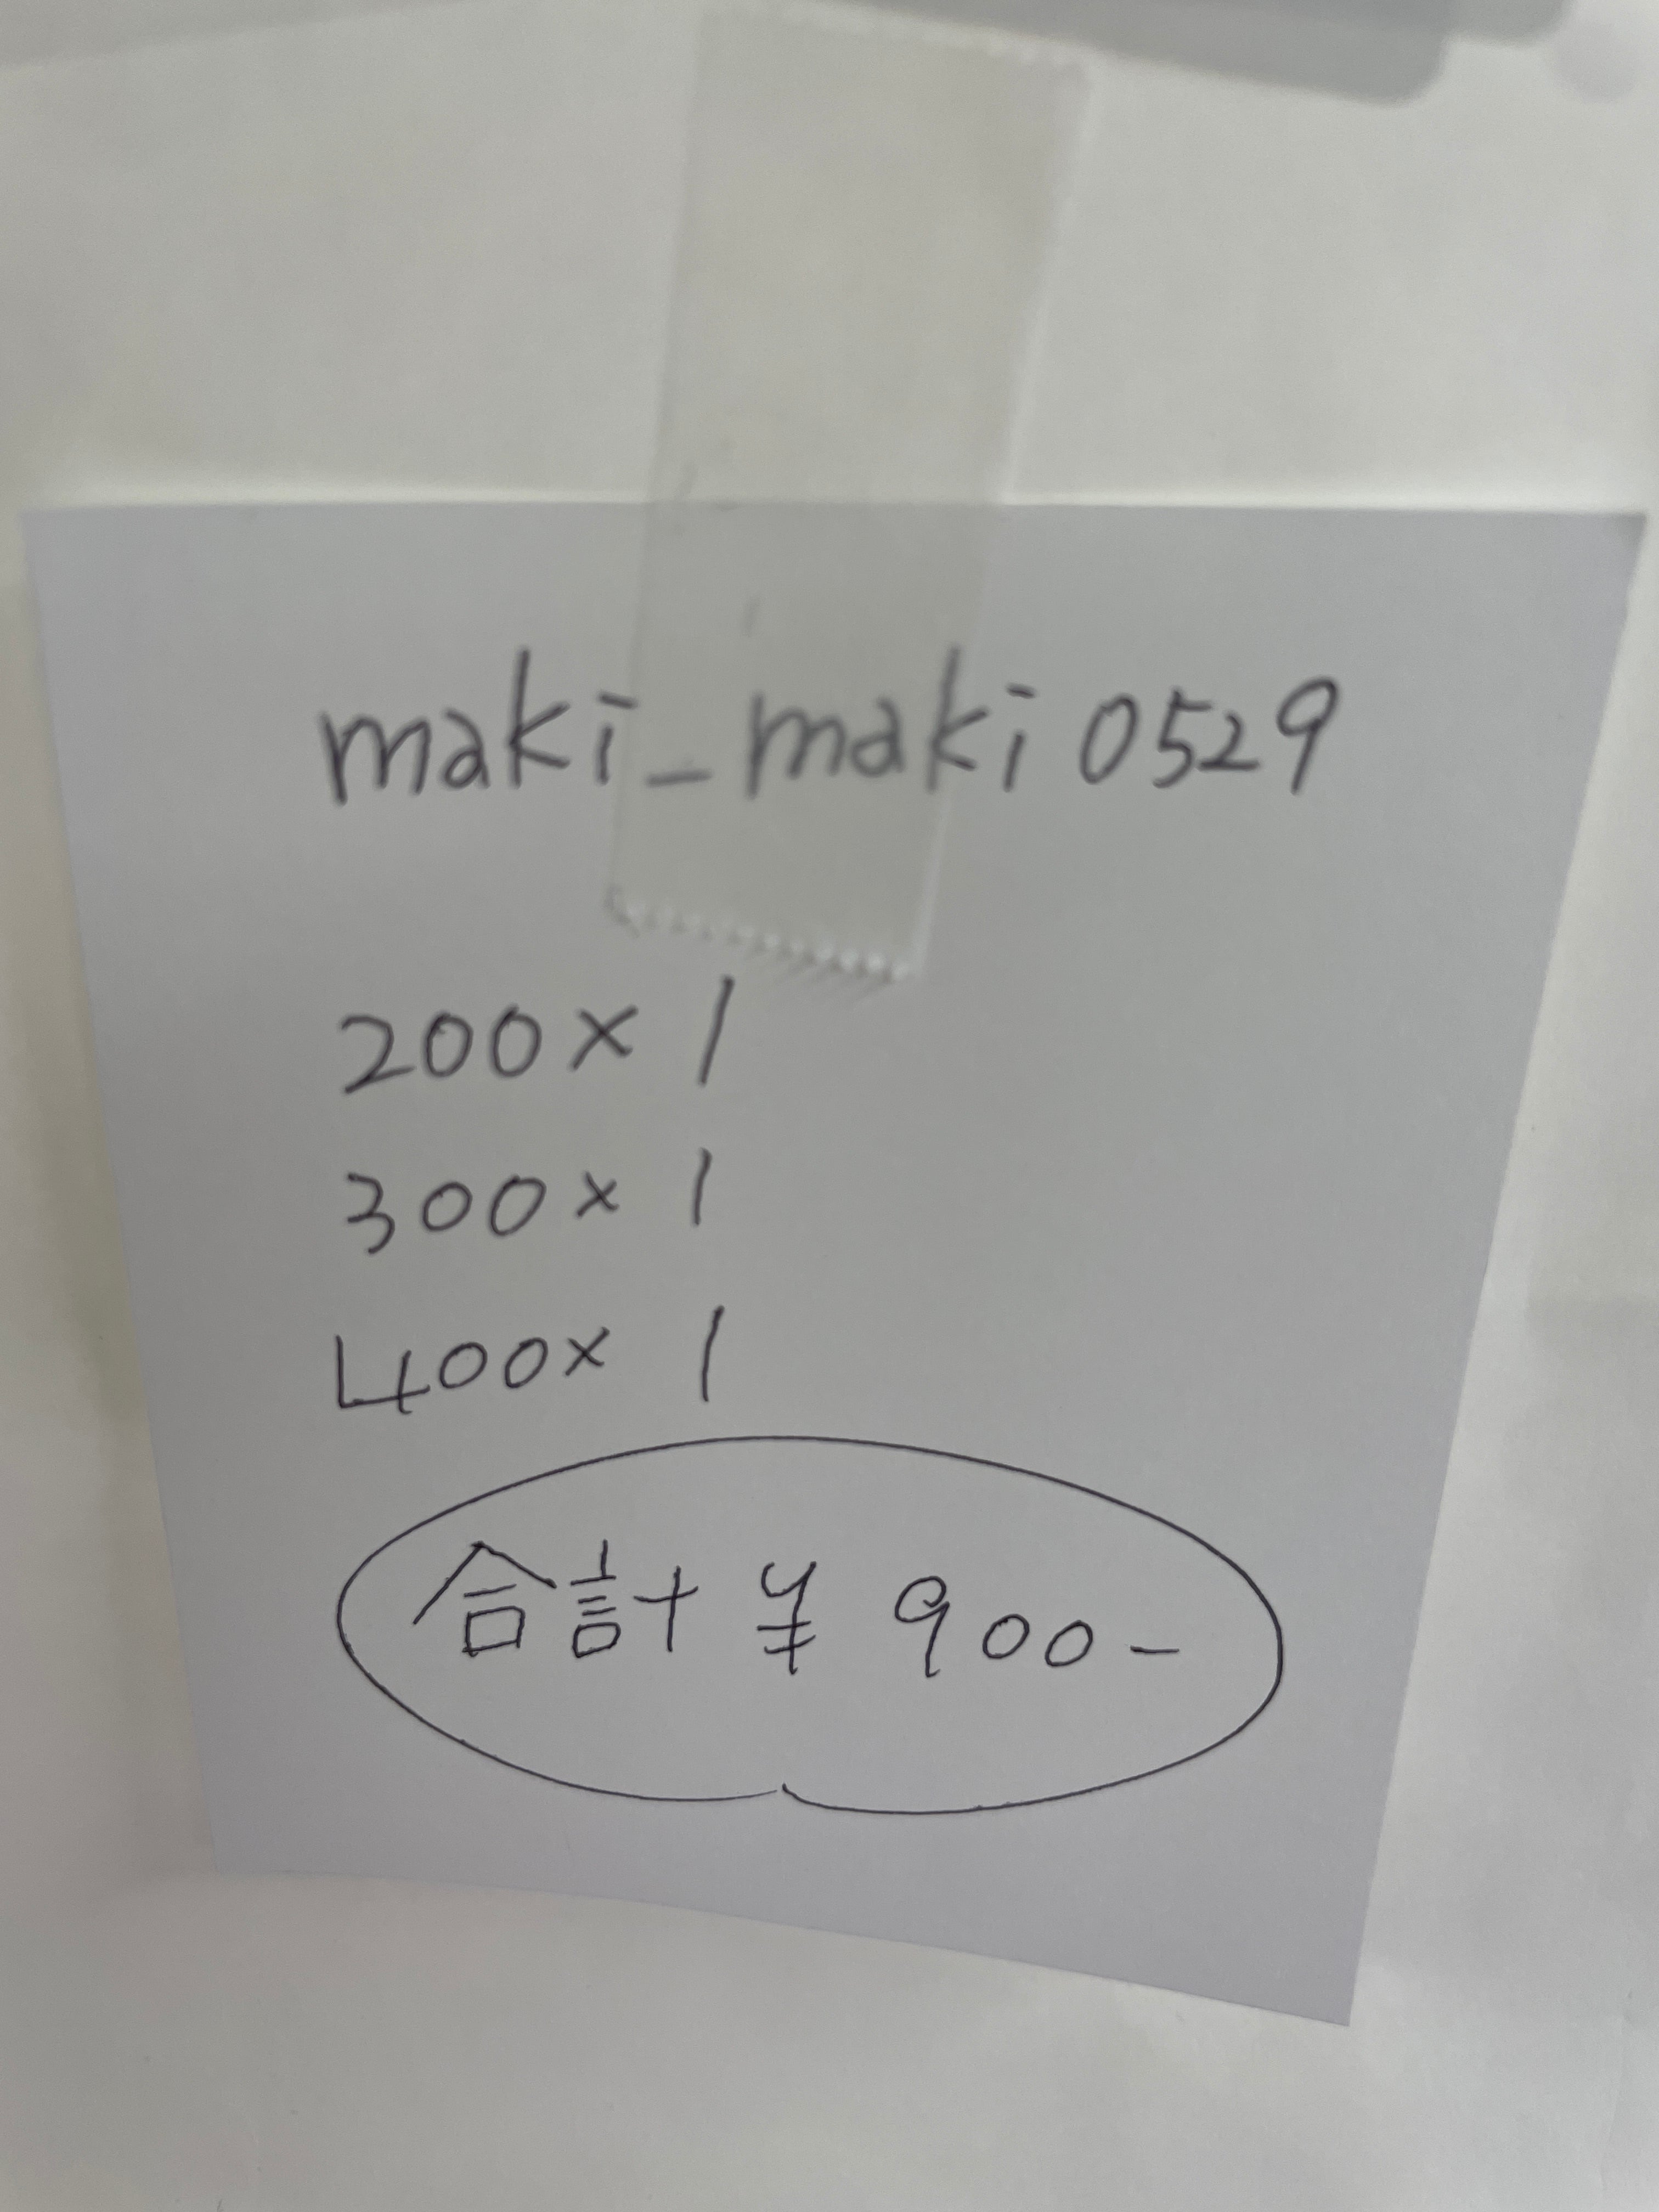 maki_maki0529
200× 1
300× 1
400× 1
合計 ¥ 900-